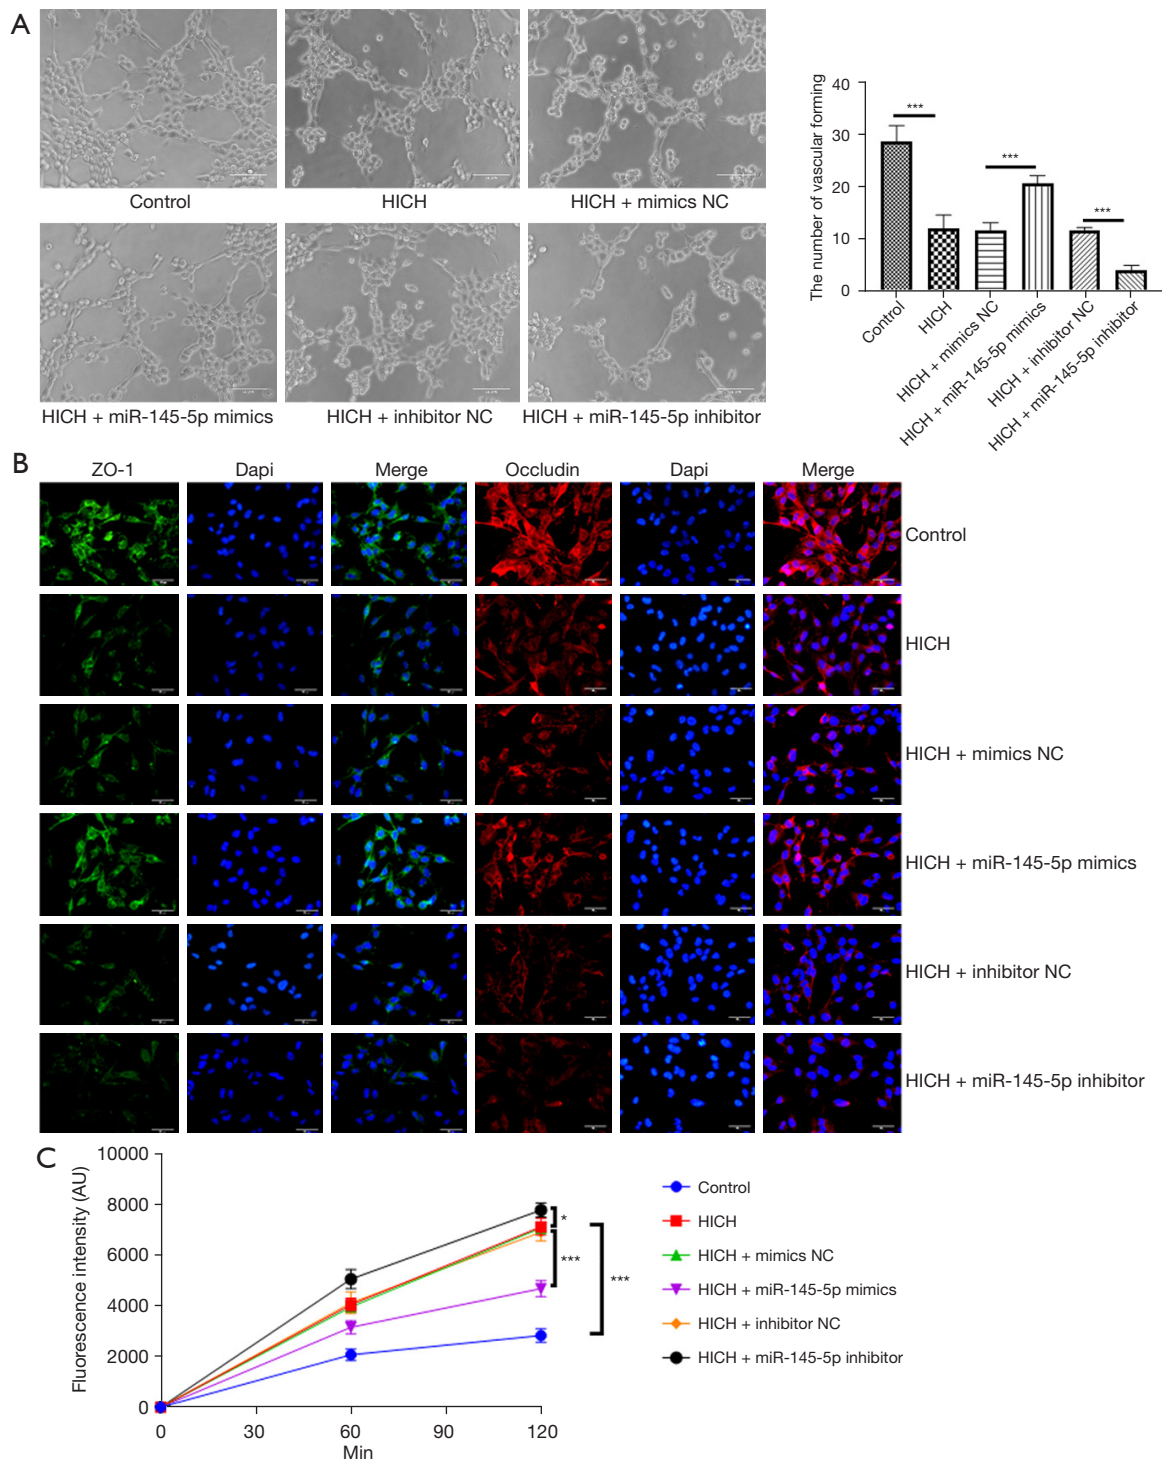 A
Control
HICH
HICH + mimics NC
HICH + miR-145-5p mimics
HICH + inhibitor NC
HICH + miR-145-5p inhibitor
The number of vascular forming
40
30
20
10
0
***
***
***
Control
HICH
HICH + mimics NC
HICH + miR-145-5p mimics
HICH + inhibitor NC
HICH + miR-145-5p inhibitor
B
ZO-1
Dapi
Merge
Occludin
Dapi
Merge
Control
HICH
HICH + mimics NC
HICH + miR-145-5p mimics
HICH + inhibitor NC
HICH + miR-145-5p inhibitor
C
Fluorescence intensity (AU)
10000
8000
6000
4000
2000
0
0
30
60
90
120
Min
*
***
***
Control
HICH
HICH + mimics NC
HICH + miR-145-5p mimics
HICH + inhibitor NC
HICH + miR-145-5p inhibitor